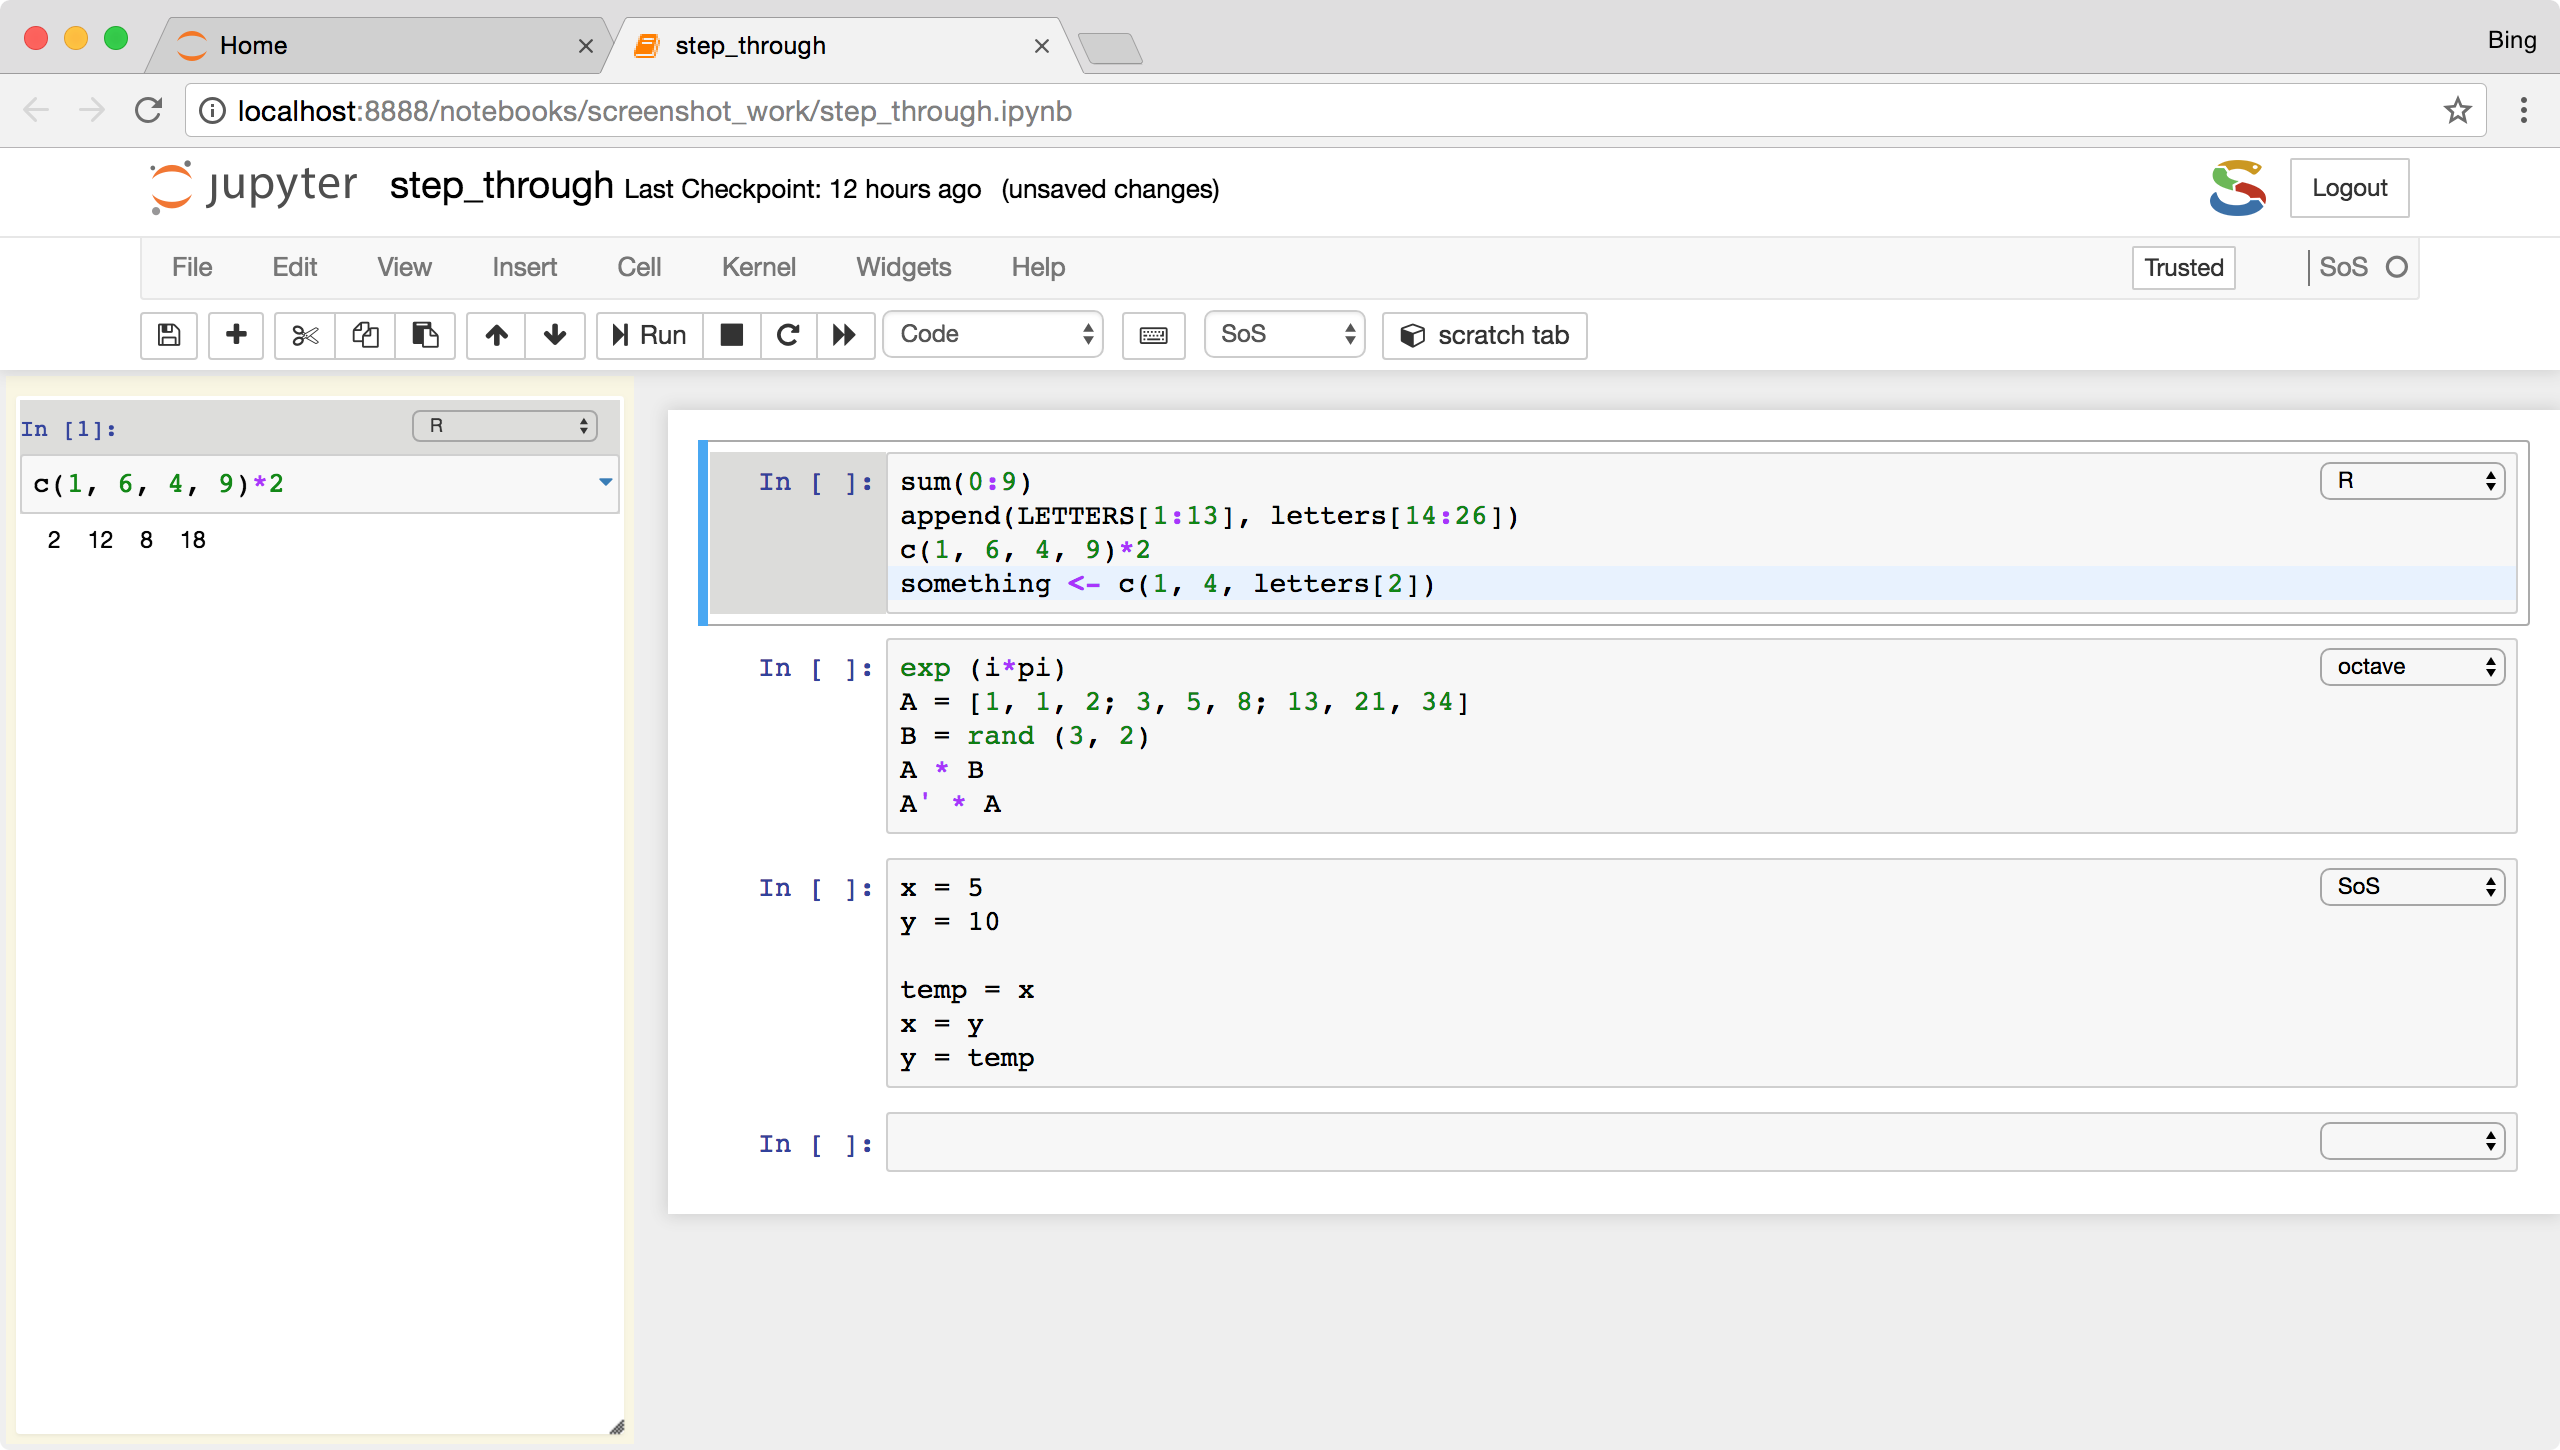 Home
step_through
Bing
localhost:8888/notebooks/screenshot_work/step_through.ipynb
jupyter step_through Last Checkpoint: 12 hours ago (unsaved changes)
Logout
File Edit View Insert Cell Kernel Widgets Help
Trusted
SoS
Run
Code
SoS
scratch tab
In [1]:
R
c(1, 6, 4, 9)*2
2 12 8 18
In [ ]:
sum(0:9)
R
append(LETTERS[1:13], letters[14:26])
c(1, 6, 4, 9)*2
something <- c(1, 4, letters[2])
In [ ]:
exp (i*pi)
octave
A = [1, 1, 2; 3, 5, 8; 13, 21, 34]
B = rand (3, 2)
A * B
A' * A
In [ ]:
x = 5
SoS
y = 10
temp = x
x = y
y = temp
In [ ]: